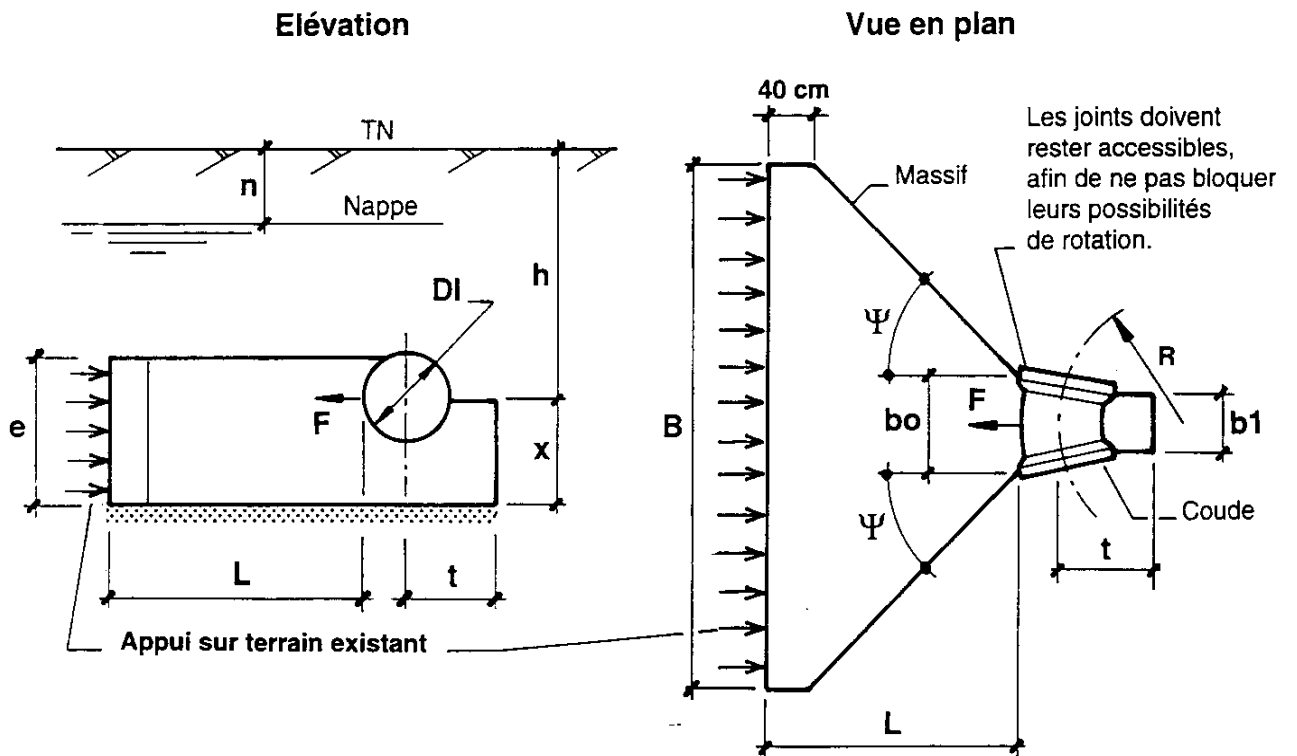 Elévation
Vue en plan
40 cm
Les joints doivent
rester accessibles,
afin de ne pas bloquer
leurs possibilités
de rotation.
TN
n
Nappe
Massif
h
DI
Ψ
R
e
F
x
B
bo
F
b1
Ψ
Coude
L
t
t
Appui sur terrain existant
L